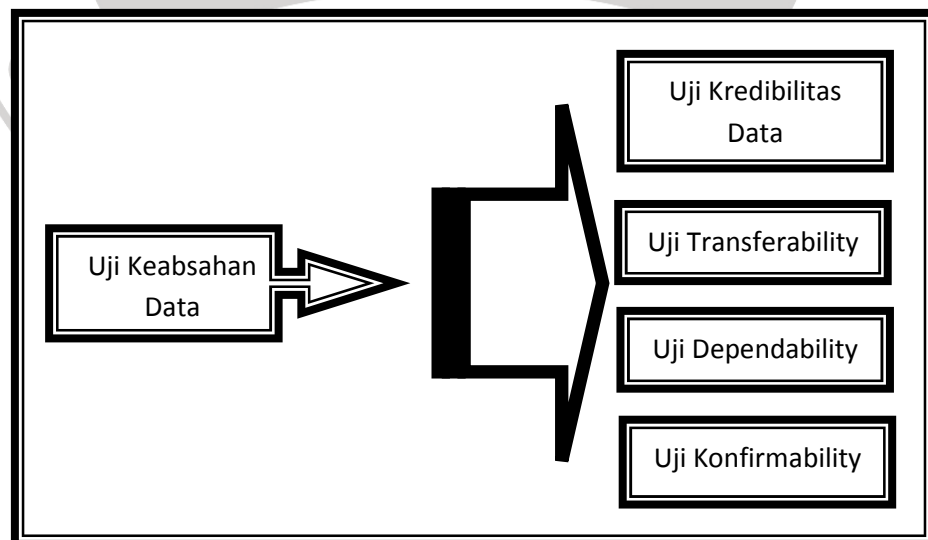 Uji Keabsahan
Data
Uji Kredibilitas
Data
Uji Transferability
Uji Dependability
Uji Konfirmability